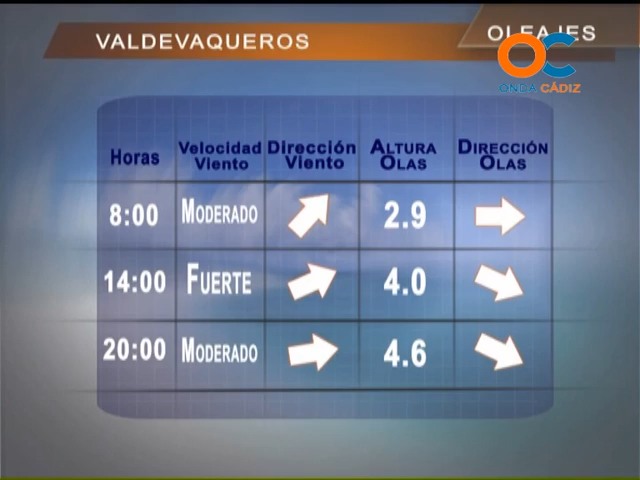 VALDEVAQUEROS
OLEAJES
OC
ONDA CÁDIZ
Horas
Velocidad Viento
Dirección Viento
ALTURA OLAS
DIRECCIÓN OLAS
8:00 MODERADO 2.9
14:00 FUERTE 4.0
20:00 MODERADO 4.6